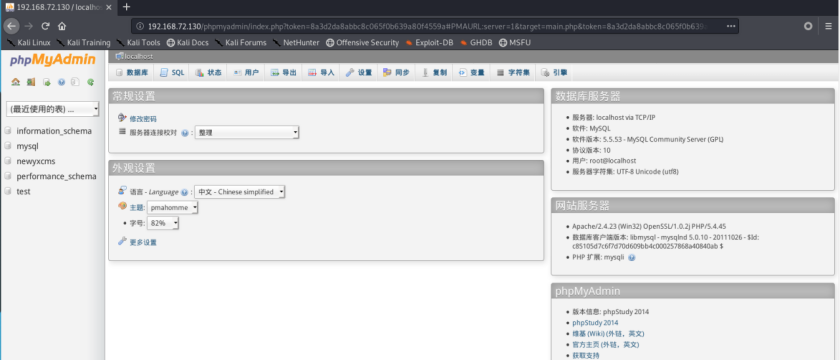 192.168.72.130 / localhos
192.168.72.130/phpmyadmin/index.php?token=8a3d2da8abbc8c065f0b639a80f4559a#PMAURL:server=1&target=main.php&token=8a3d2da8abbc8c065f0b639
Kali Linux Kali Training Kali Tools Kali Docs Kali Forums NetHunter Offensive Security Exploit-DB GHDB MSFU
phpMyAdmin
(最近使用的表) ...
information_schema
mysql
newyxcms
performance_schema
test
localhost
数据库 SQL 状态 用户 导出 导入 设置 同步 复制 变量 字符集 引擎
常规设置
修改密码
服务器连接校对 : 整理
外观设置
语言 - Language : 中文 - Chinese simplified
主题: pmahomme
字号: 82%
更多设置
数据库服务器
服务器: localhost via TCP/IP
软件: MySQL
软件版本: 5.5.53 - MySQL Community Server (GPL)
协议版本: 10
用户: root@localhost
服务器字符集: UTF-8 Unicode (utf8)
网站服务器
Apache/2.4.23 (Win32) OpenSSL/1.0.2j PHP/5.4.45
数据库客户端版本: libmysql - mysqlnd 5.0.10 - 20111026 - $Id:
c85105d7c6f7d70d609bb4c000257868a40840ab $
PHP 扩展: mysqli
phpMyAdmin
版本信息: phpStudy 2014
phpStudy 2014
维基 (Wiki) (外链，英文)
官方主页 (外链，英文)
获取支持